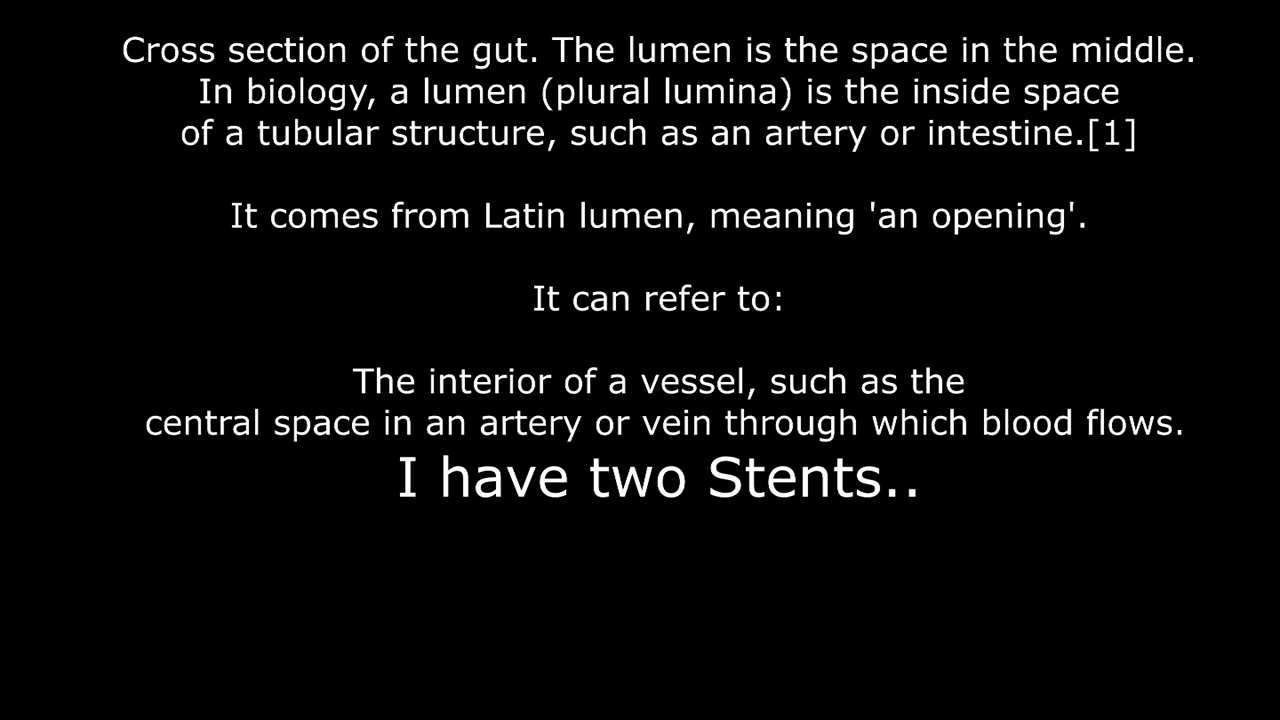 Cross section of the gut. The lumen is the space in the middle.
In biology, a lumen (plural lumina) is the inside space
of a tubular structure, such as an artery or intestine.[1]
It comes from Latin lumen, meaning 'an opening'.
It can refer to:
The interior of a vessel, such as the
central space in an artery or vein through which blood flows.
I have two Stents..